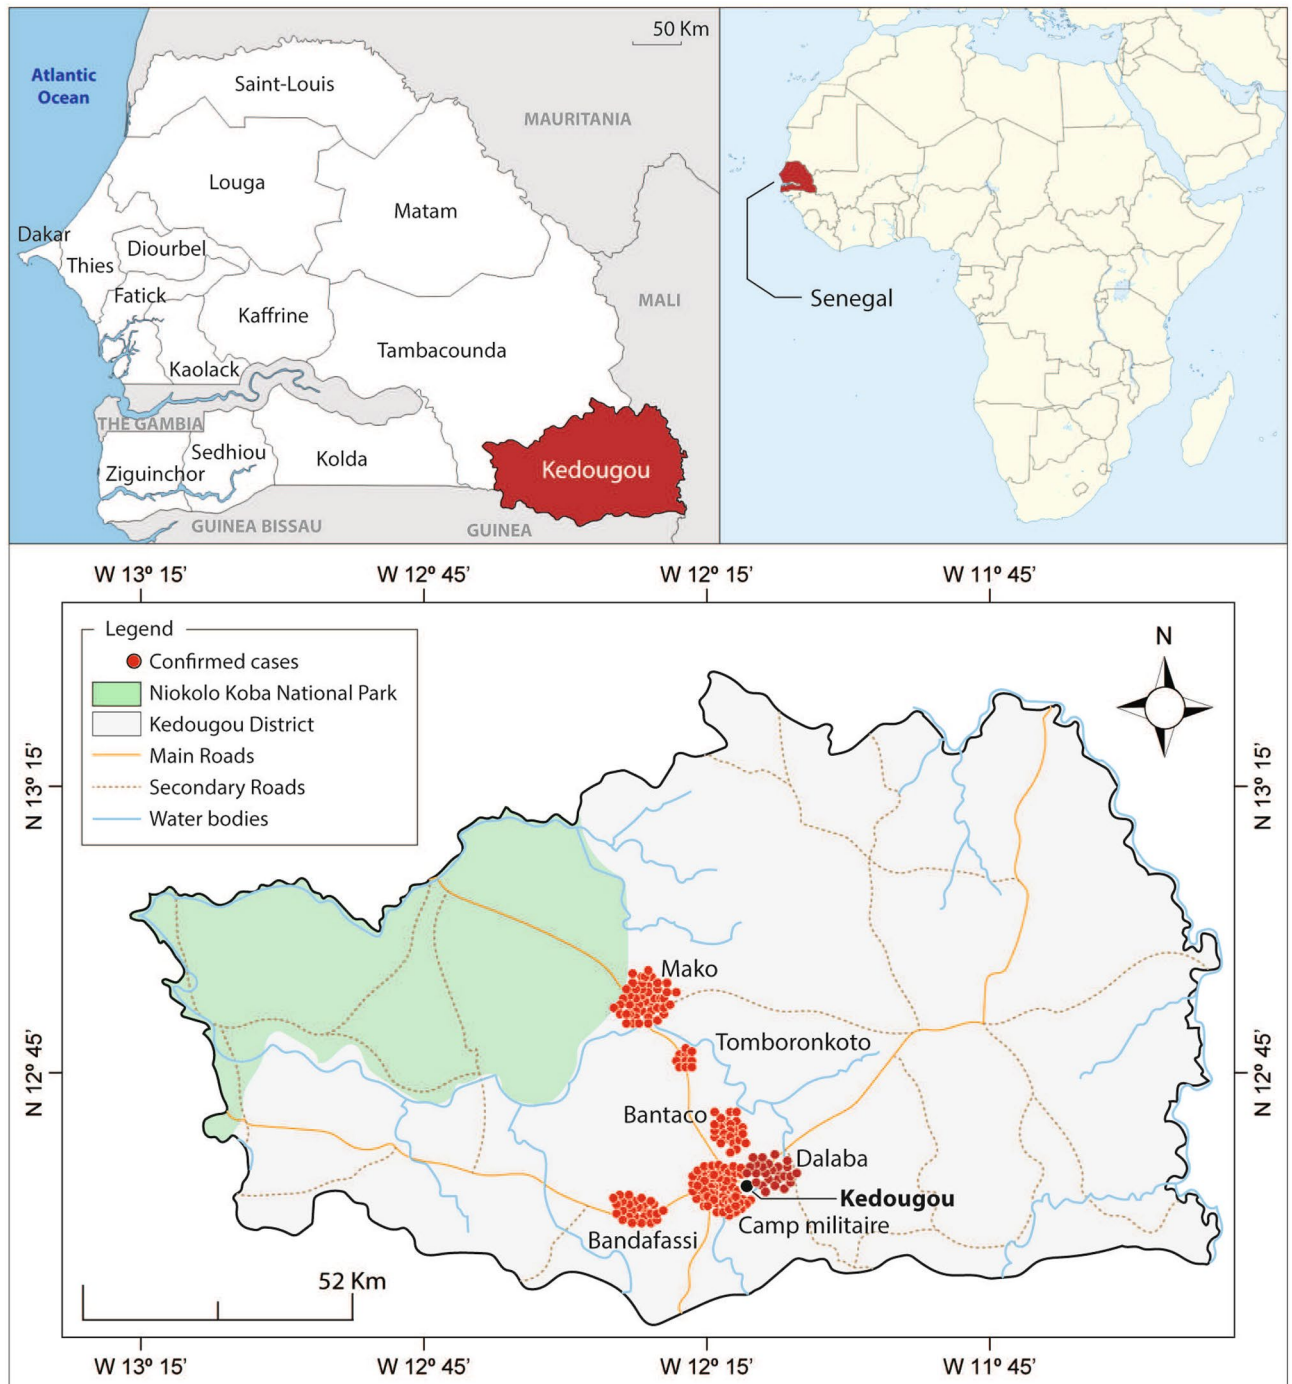 50 Km
Atlantic
Ocean
Saint-Louis
MAURITANIA
Louga
Matam
Dakar
Diourbel
Thies
Fatick
Kaffrine
MALI
Tambacounda
Kaolack
THE GAMBIA
Sedhiou
Kolda
Ziguinchor
Kedougou
GUINEA BISSAU
GUINEA
Senegal
W 13º 15’
W 12º 45’
W 12º 15’
W 11º 45’
Legend
Confirmed cases
Niokolo Koba National Park
Kedougou District
Main Roads
Secondary Roads
Water bodies
N
N 13º 15’
N 13º 15’
N 12º 45’
N 12º 45’
Mako
Tomboronkoto
Bantaco
Dalaba
Kedougou
Camp militaire
Bandafassi
52 Km
W 13º 15’
W 12º 45’
W 12º 15’
W 11º 45’